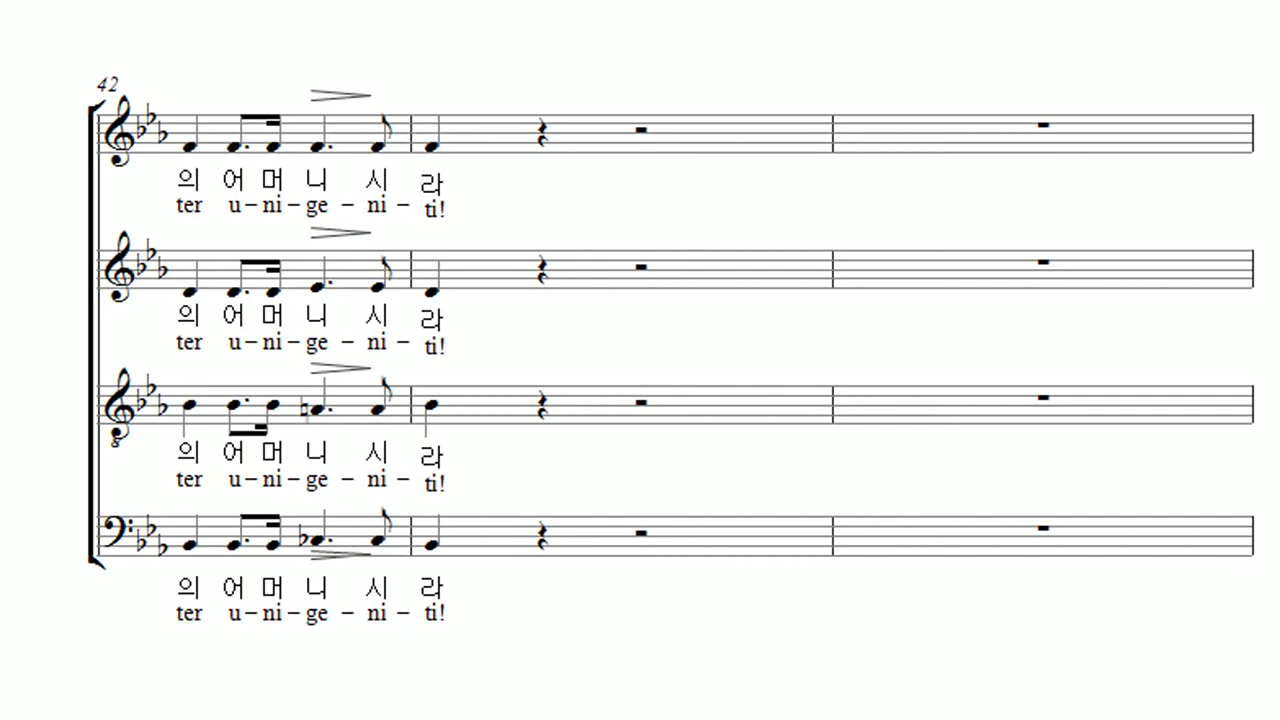 42
의 어 머 니 시 라
ter u–ni–ge – ni – ti!
의 어 머 니 시 라
ter u–ni–ge – ni – ti!
의 어 머 니 시 라
ter u–ni–ge – ni – ti!
의 어 머 니 시 라
ter u–ni–ge – ni – ti!